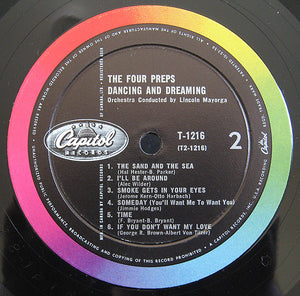 THE FOUR PREPS
DANCING AND DREAMING
Orchestra Conducted by Lincoln Mayorga
Capitol
T-1216
(T2-1216)
2
1. THE SAND AND THE SEA
(Hal Hester-B. Parker)
2. I'LL BE AROUND
(Alec Wilder)
3. SMOKE GETS IN YOUR EYES
(Jerome Kern-Otto Harbach)
4. SOMEDAY (You'll Want Me To Want You)
(Jimmie Hodges)
5. TIME
(F. Bryant-B. Bryant)
6. IF YOU DON'T WANT MY LOVE
(George R. Brown-Albert Von Tilzer)